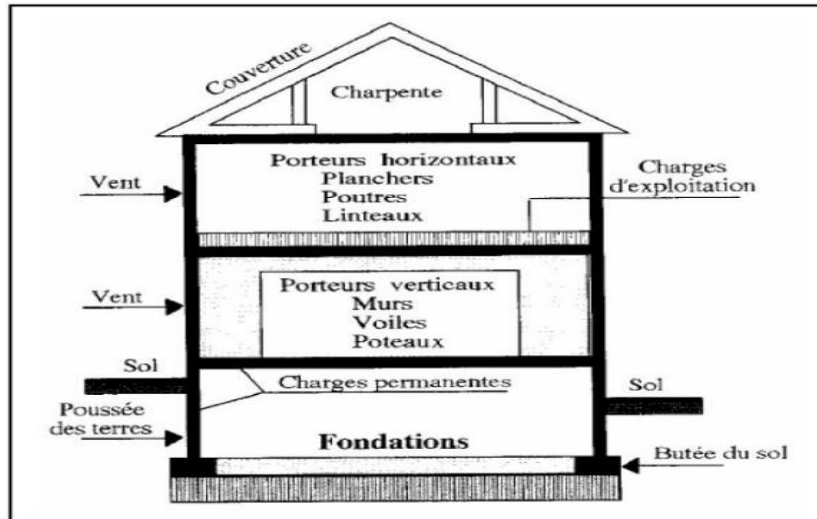 Couverture
Charpente
Porteurs horizontaux
Planchers
Poutres
Linteaux
Charges
d'exploitation
Vent
Vent
Porteurs verticaux
Murs
Voiles
Poteaux
Sol
Charges permanentes
Sol
Poussée
des terres
Fondations
Butée du sol